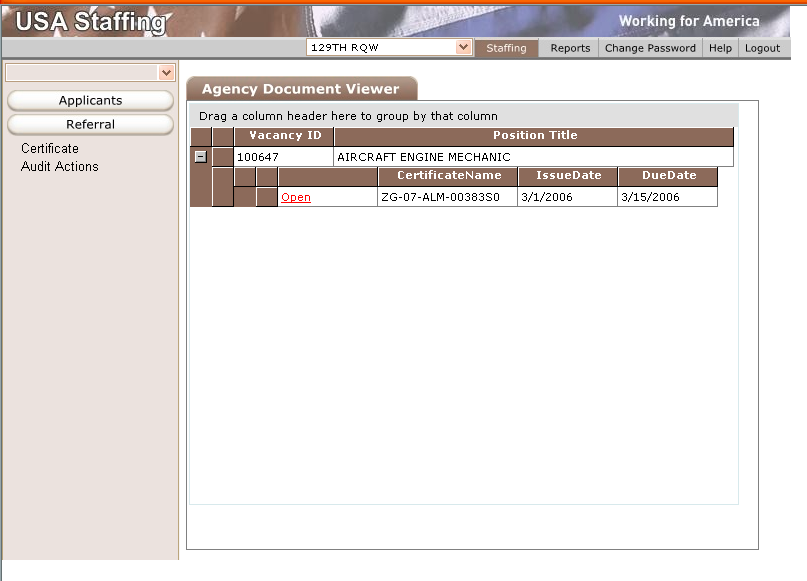 USA Staffing
Working for America
129TH RQW Staffing Reports Change Password Help Logout
Applicants
Referral
Certificate
Audit Actions
Agency Document Viewer
Drag a column header here to group by that column
Vacancy ID Position Title
100647 AIRCRAFT ENGINE MECHANIC
CertificateName IssueDate DueDate
Open ZG-07-ALM-00383S0 3/1/2006 3/15/2006